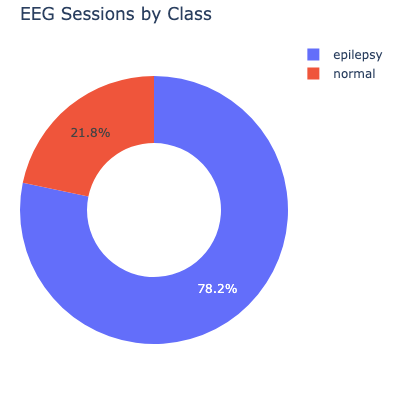 EEG Sessions by Class
epilepsy
normal
21.8%
78.2%